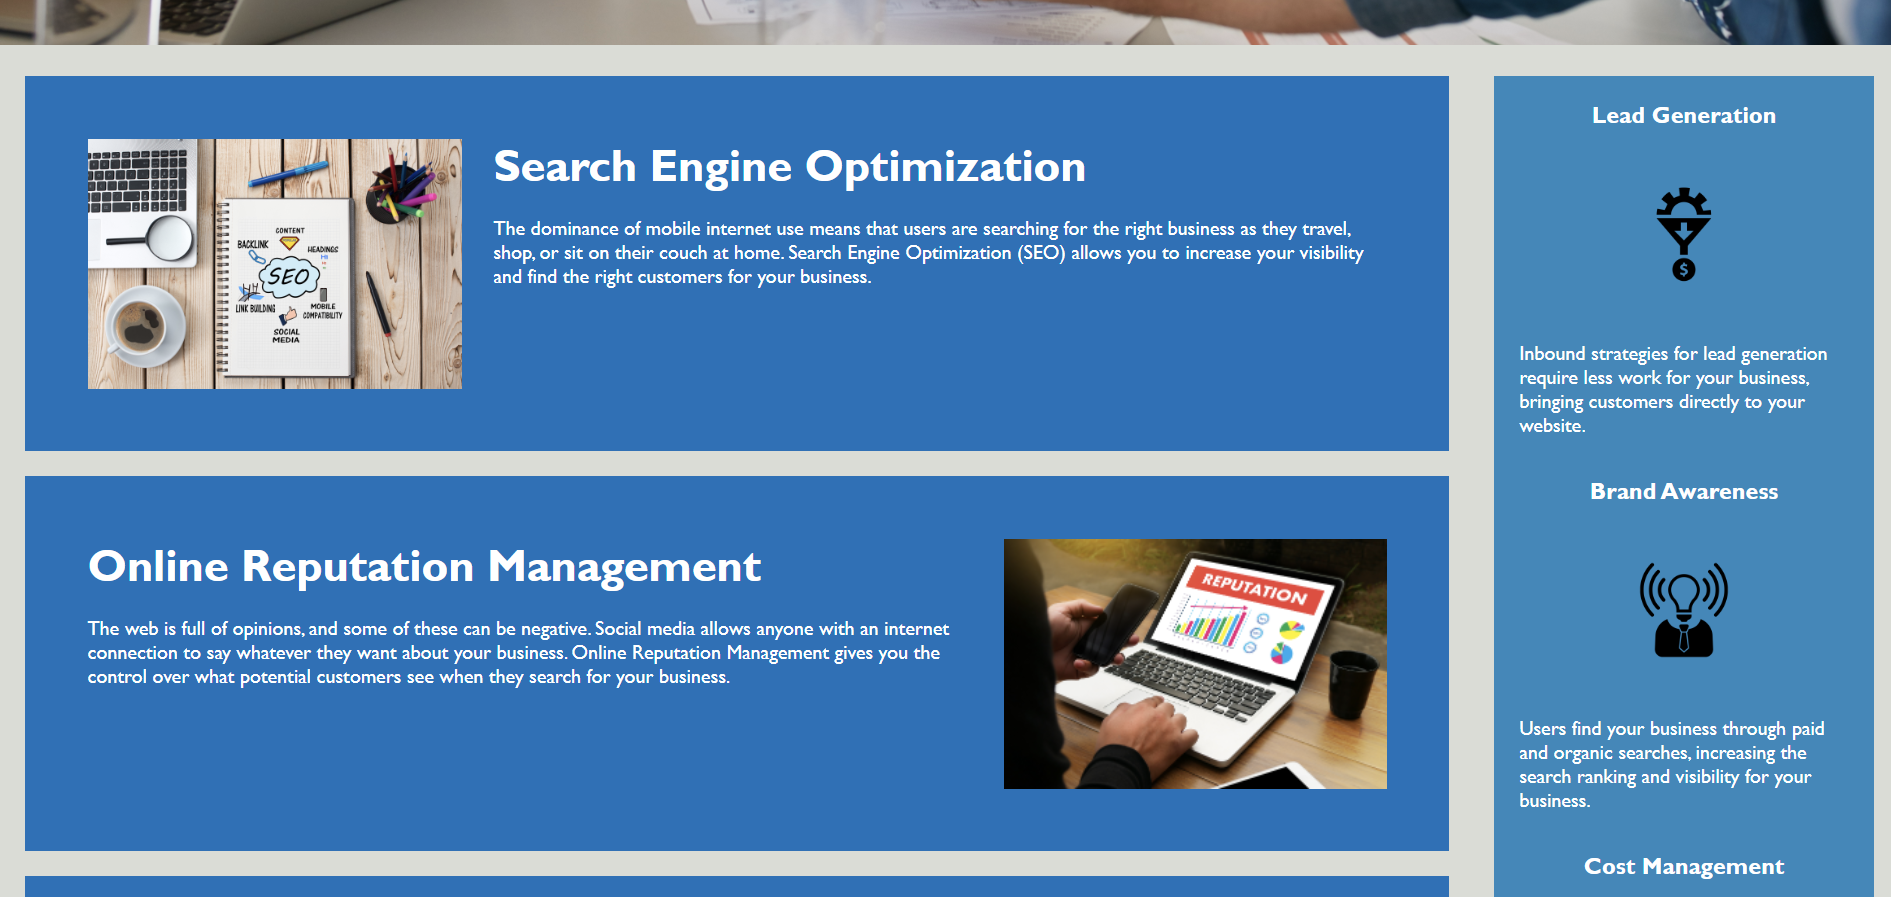 Search Engine Optimization
The dominance of mobile internet use means that users are searching for the right business as they travel,
shop, or sit on their couch at home. Search Engine Optimization (SEO) allows you to increase your visibility
and find the right customers for your business.
CONTENT
BACKLINK
HEADINGS
SEO
LINK BUILDING
MOBILE
COMPATIBILITY
SOCIAL
MEDIA
Online Reputation Management
The web is full of opinions, and some of these can be negative. Social media allows anyone with an internet
connection to say whatever they want about your business. Online Reputation Management gives you the
control over what potential customers see when they search for your business.
REPUTATION
Lead Generation
$
Inbound strategies for lead generation
require less work for your business,
bringing customers directly to your
website.
Brand Awareness
Users find your business through paid
and organic searches, increasing the
search ranking and visibility for your
business.
Cost Management